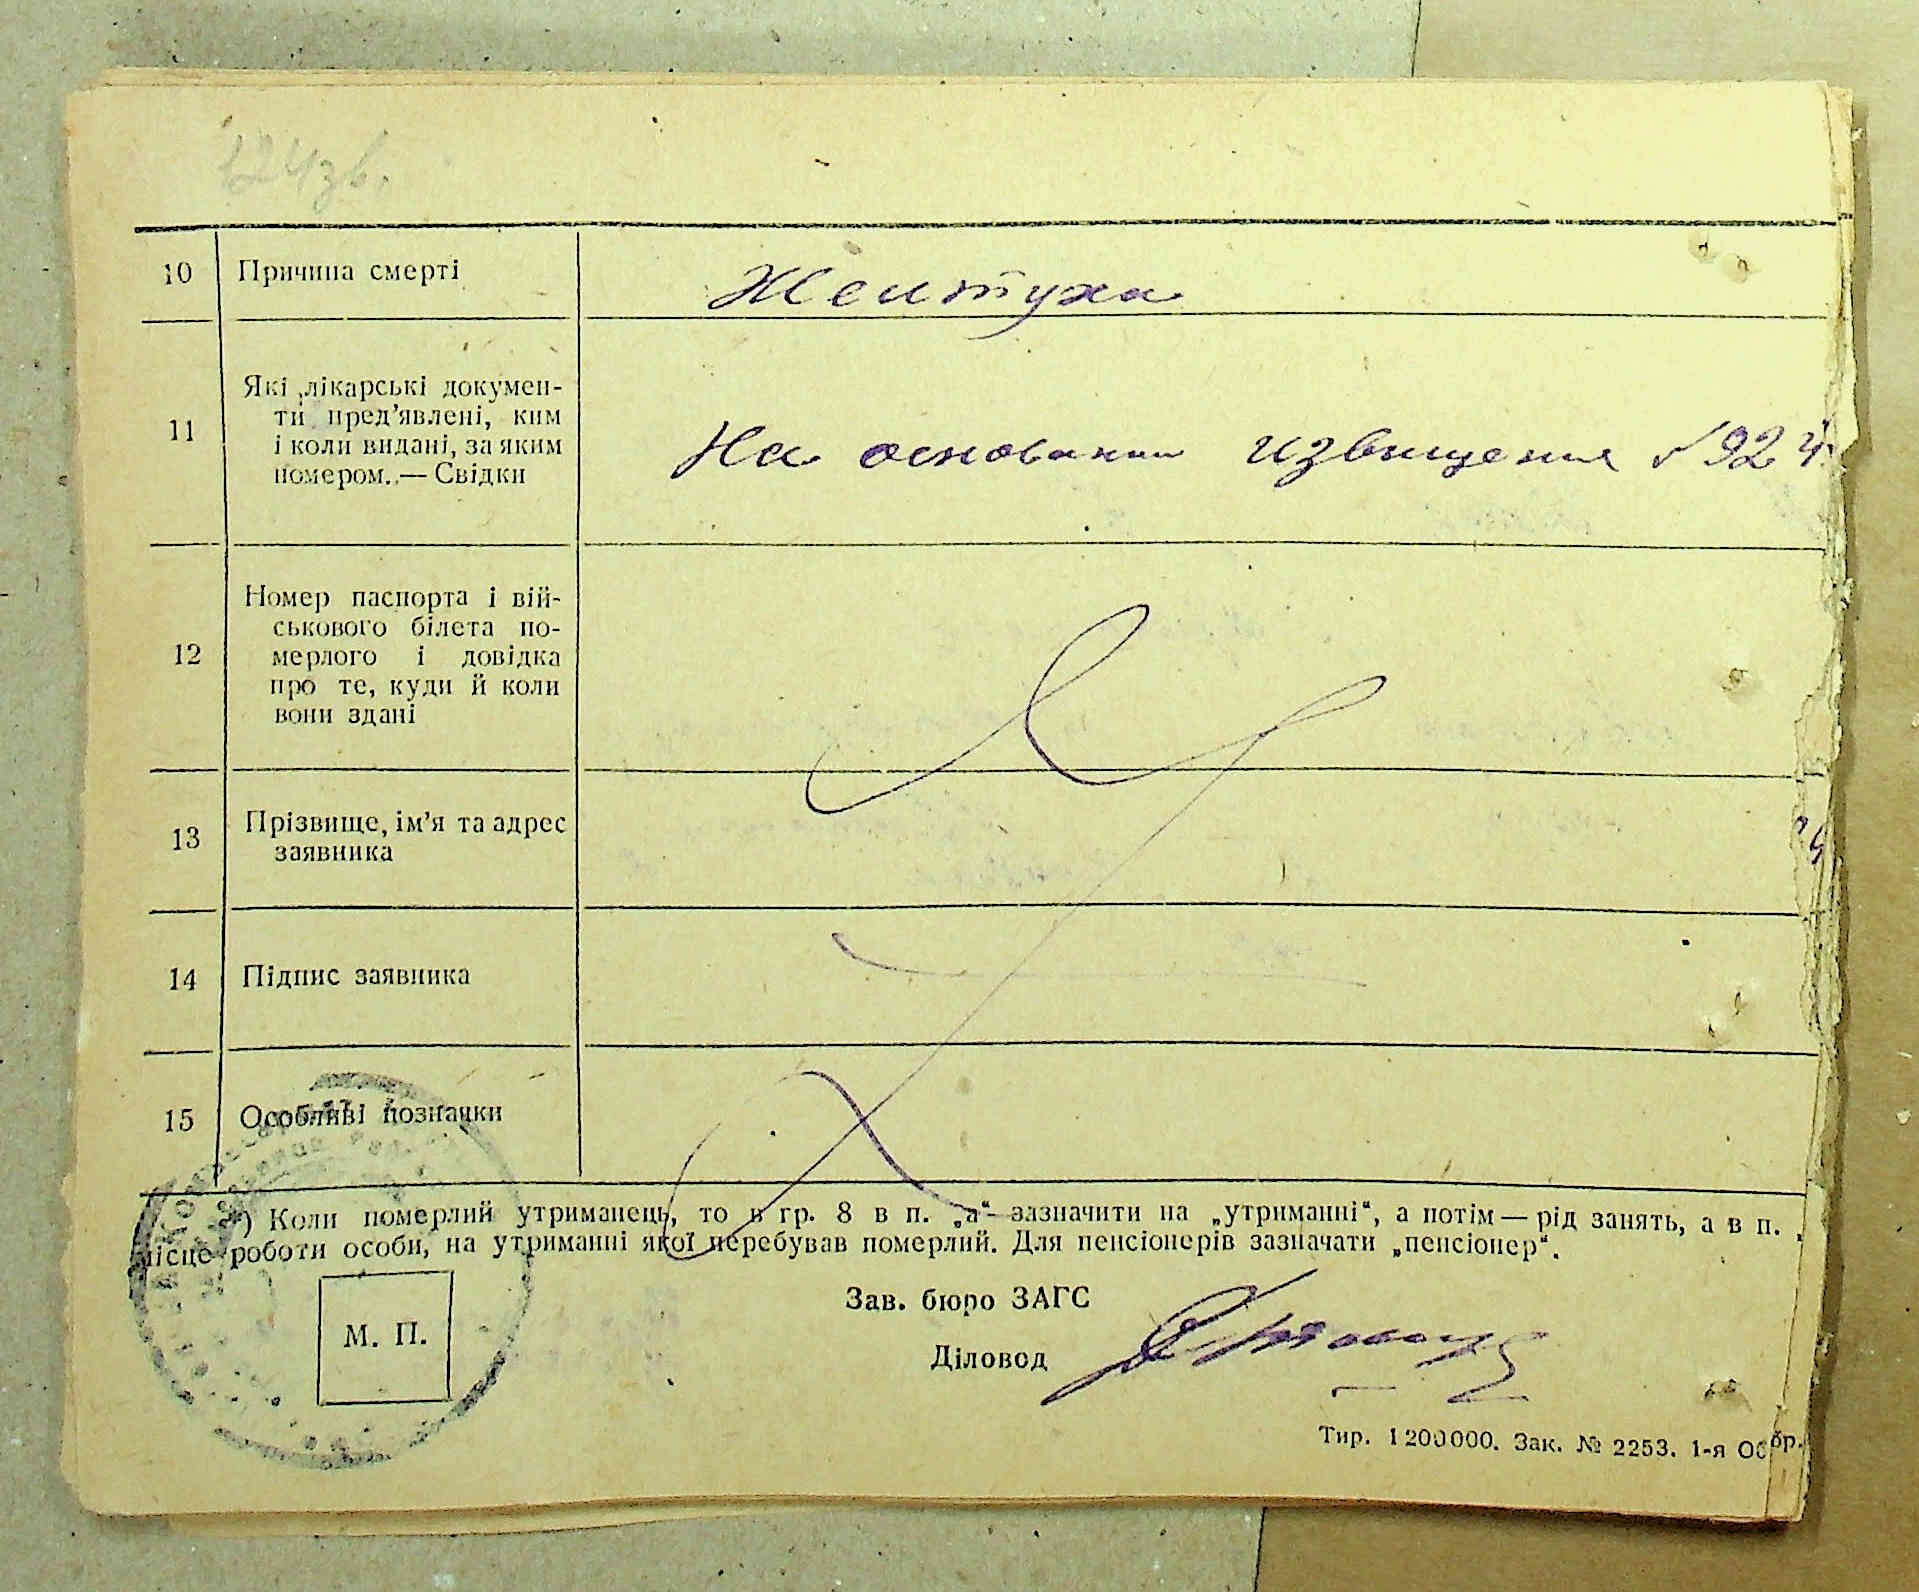 124зв.
10 Причина смерті Желтуха
11 Які лікарські докумен-
ти пред'явлені, ким
і коли видані, за яким
номером.— Свідки
На основании извещения № 924
12 Номер паспорта і вій-
ськового білета по-
мерлого і довідка
про те, куди й коли
вони здані
13 Прізвище, ім'я та адрес
заявника
14 Підпис заявника
15 Особливі позначки
*) Коли померлий утриманець, то в гр. 8 в п. „а“ зазначити на „утриманні“, а потім — рід занять, а в п.
місце роботи особи, на утриманні якої перебував померлий. Для пенсіонерів зазначати „пенсіонер“.
Зав. бюро ЗАГС
М. П.
Діловод
Тир. 1200000. Зак. № 2253. 1-я Обр.